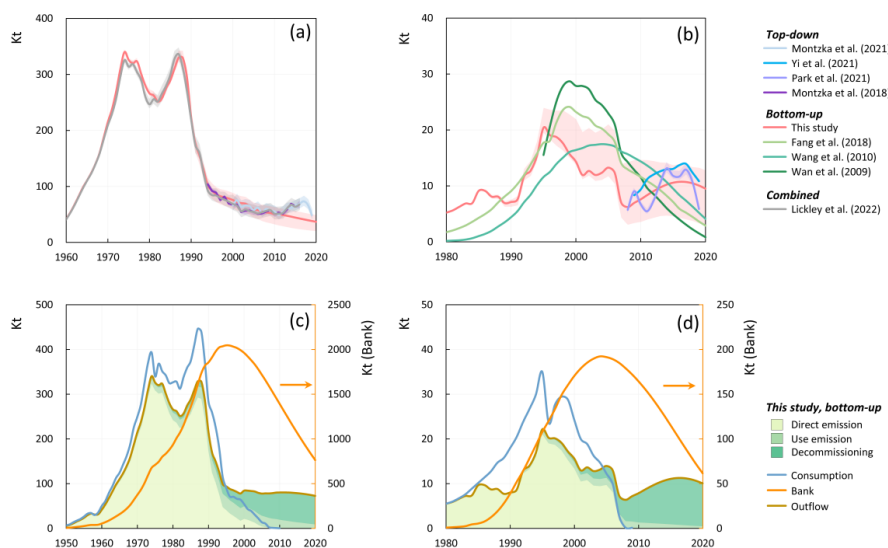 400
300
200
100
0
Kt
(a)
1960
1970
1980
1990
2000
2010
2020
40
30
20
10
0
Kt
(b)
1980
1990
2000
2010
2020
Top-down
Montzka et al. (2021
Yi et al. (2021)
Park et al. (2021)
Montzka et al. (2018
Bottom-up
This study
Fang et al. (2018)
Wang et al. (2010)
Wan et al. (2009)
Combined
Lickley et al. (2022)
500
400
300
200
100
0
Kt
(c)
2500
2000
1500
1000
500
0
Kt (Bank)
1950
1960
1970
1980
1990
2000
2010
2020
50
40
30
20
10
0
Kt
(d)
250
200
150
100
50
0
Kt (Bank)
1980
1990
2000
2010
2020
This study, bottom-up
Direct emission
Use emission
Decommissioning
Consumption
Bank
Outflow